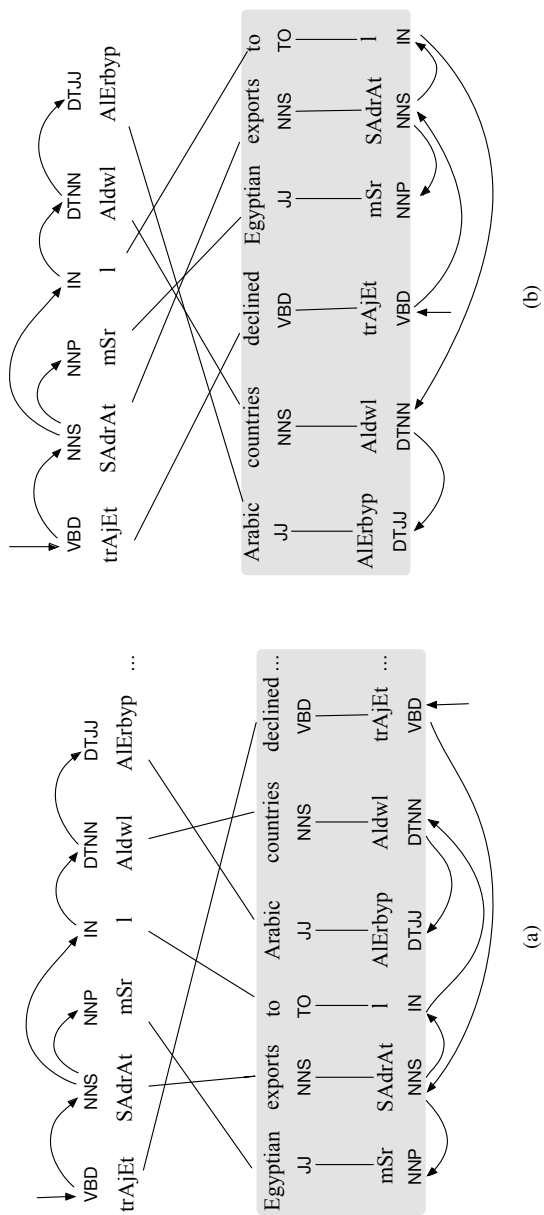 VBD NNS NNP IN DTNN DTJJ
trAjEt SAdrAt mSr l Aldwl AlErbyp ...
Egyptian exports to Arabic countries declined ...
JJ NNS TO JJ NNS VBD
mSr SAdrAt l AlErbyp Aldwl trAjEt ...
NNP NNS IN DTJJ DTNN VBD
(a)
VBD NNS NNP IN DTNN DTJJ
trAjEt SAdrAt mSr l Aldwl AlErbyp
Arabic countries declined Egyptian exports to
JJ NNS VBD JJ NNS TO
AlErbyp Aldwl trAjEt mSr SAdrAt l
DTJJ DTNN VBD NNP NNS IN
(b)